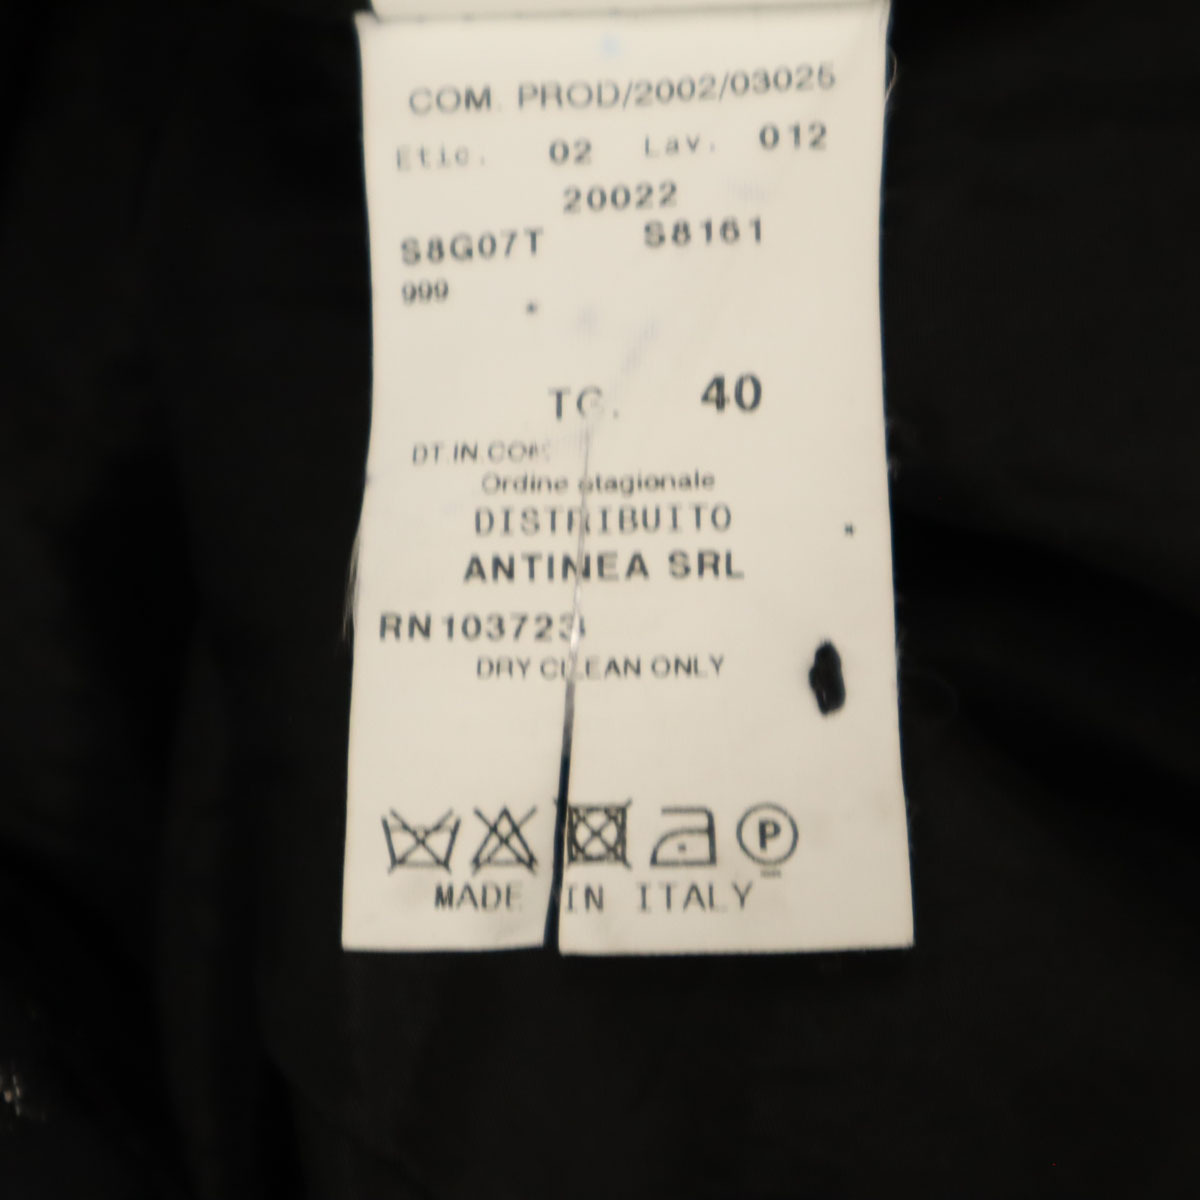 COM. PROD/2002/03025
Etic. 02 Lav. 012
20022
S8G07T S8161
999
TG. 40
DT.IN.COM
Ordine stagionale
DISTRIBUITO
ANTINEA SRL
RN 103723
DRY CLEAN ONLY
P
MADE IN ITALY